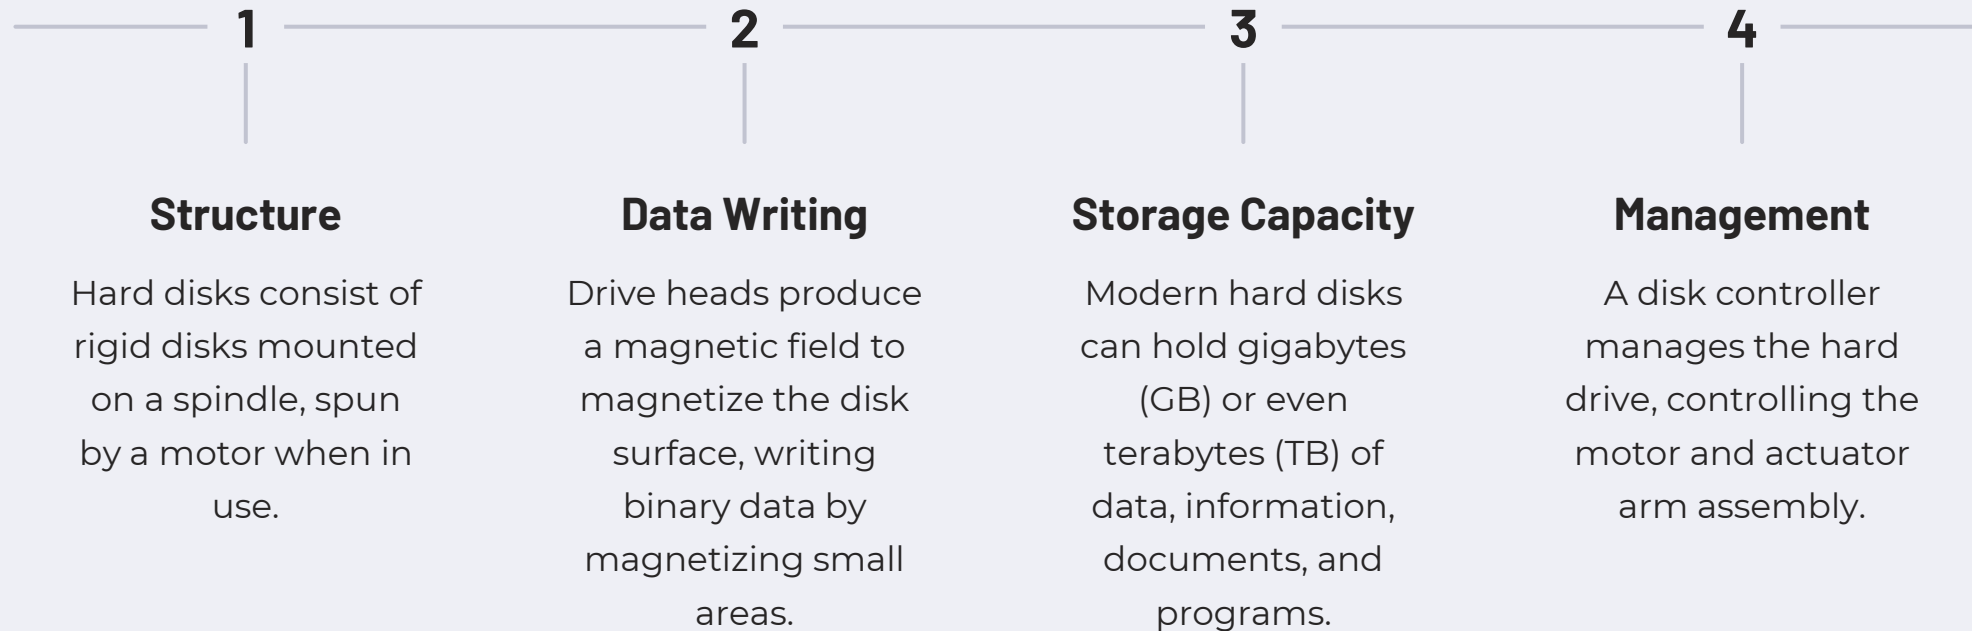 1
Structure
Hard disks consist of
rigid disks mounted
on a spindle, spun
by a motor when in
use.
2
Data Writing
Drive heads produce
a magnetic field to
magnetize the disk
surface, writing
binary data by
magnetizing small
areas.
3
Storage Capacity
Modern hard disks
can hold gigabytes
(GB) or even
terabytes (TB) of
data, information,
documents, and
programs.
4
Management
A disk controller
manages the hard
drive, controlling the
motor and actuator
arm assembly.